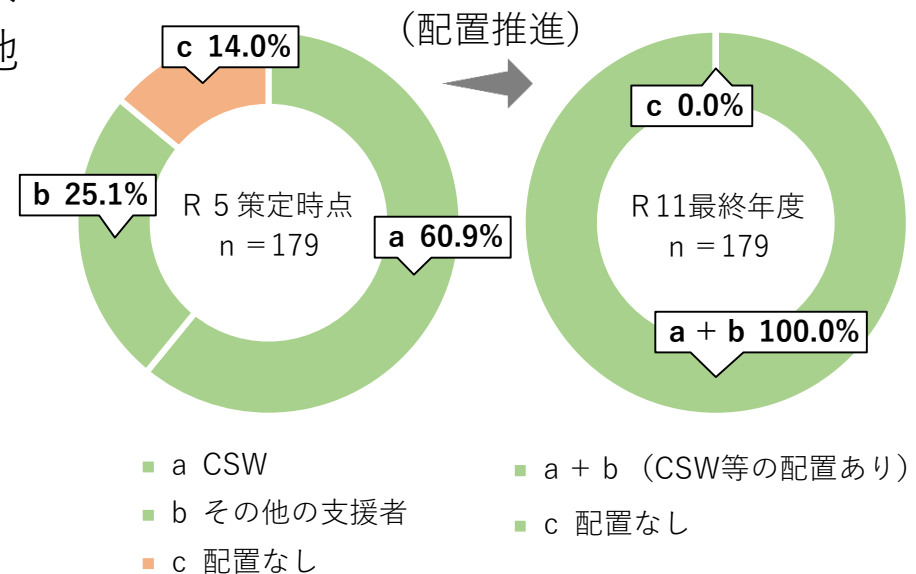 他
(配置推進)
c 14.0%
b 25.1%
a 60.9%
R 5策定時点
n =179
c 0.0%
R11最終年度
n =179
a + b 100.0%
a CSW
b その他の支援者
c 配置なし
a + b (CSW等の配置あり)
c 配置なし